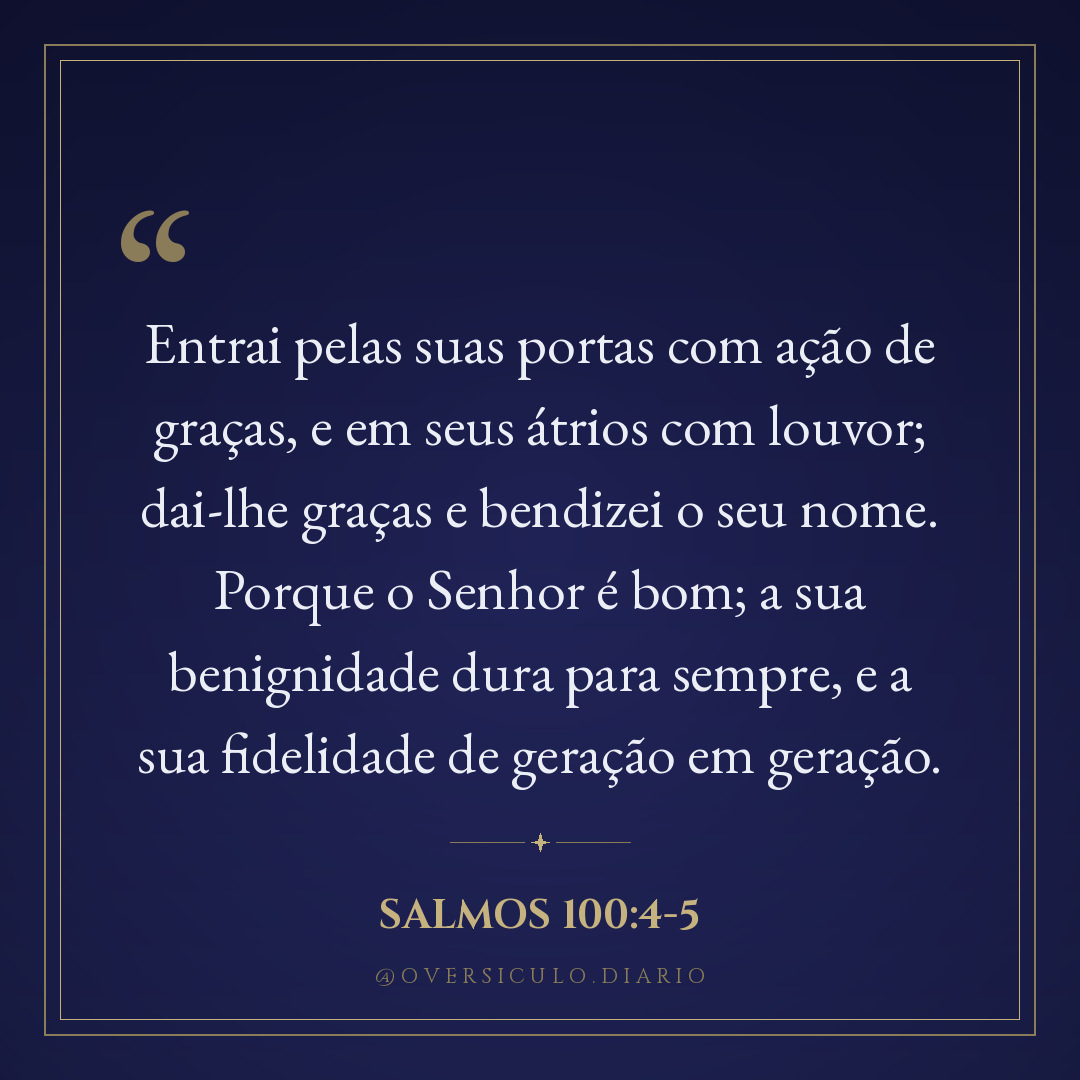 “
Entrai pelas suas portas com ação de
graças, e em seus átrios com louvor;
dai-lhe graças e bendizei o seu nome.
Porque o Senhor é bom; a sua
benignidade dura para sempre, e a
sua fidelidade de geração em geração.
SALMOS 100:4-5
@OVERSICULO.DIARIO